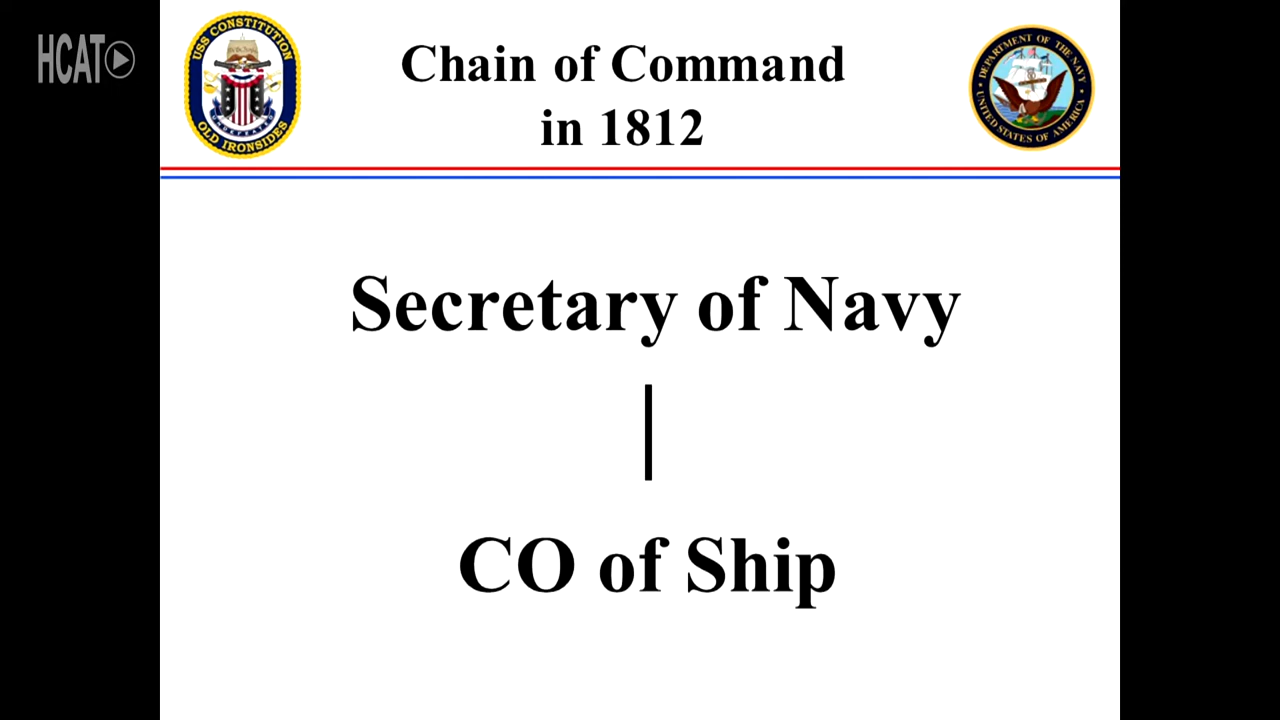 HCAT
USS CONSTITUTION
OLD IRONSIDES
Chain of Command
in 1812
DEPARTMENT OF THE NAVY
UNITED STATES OF AMERICA
Secretary of Navy
CO of Ship